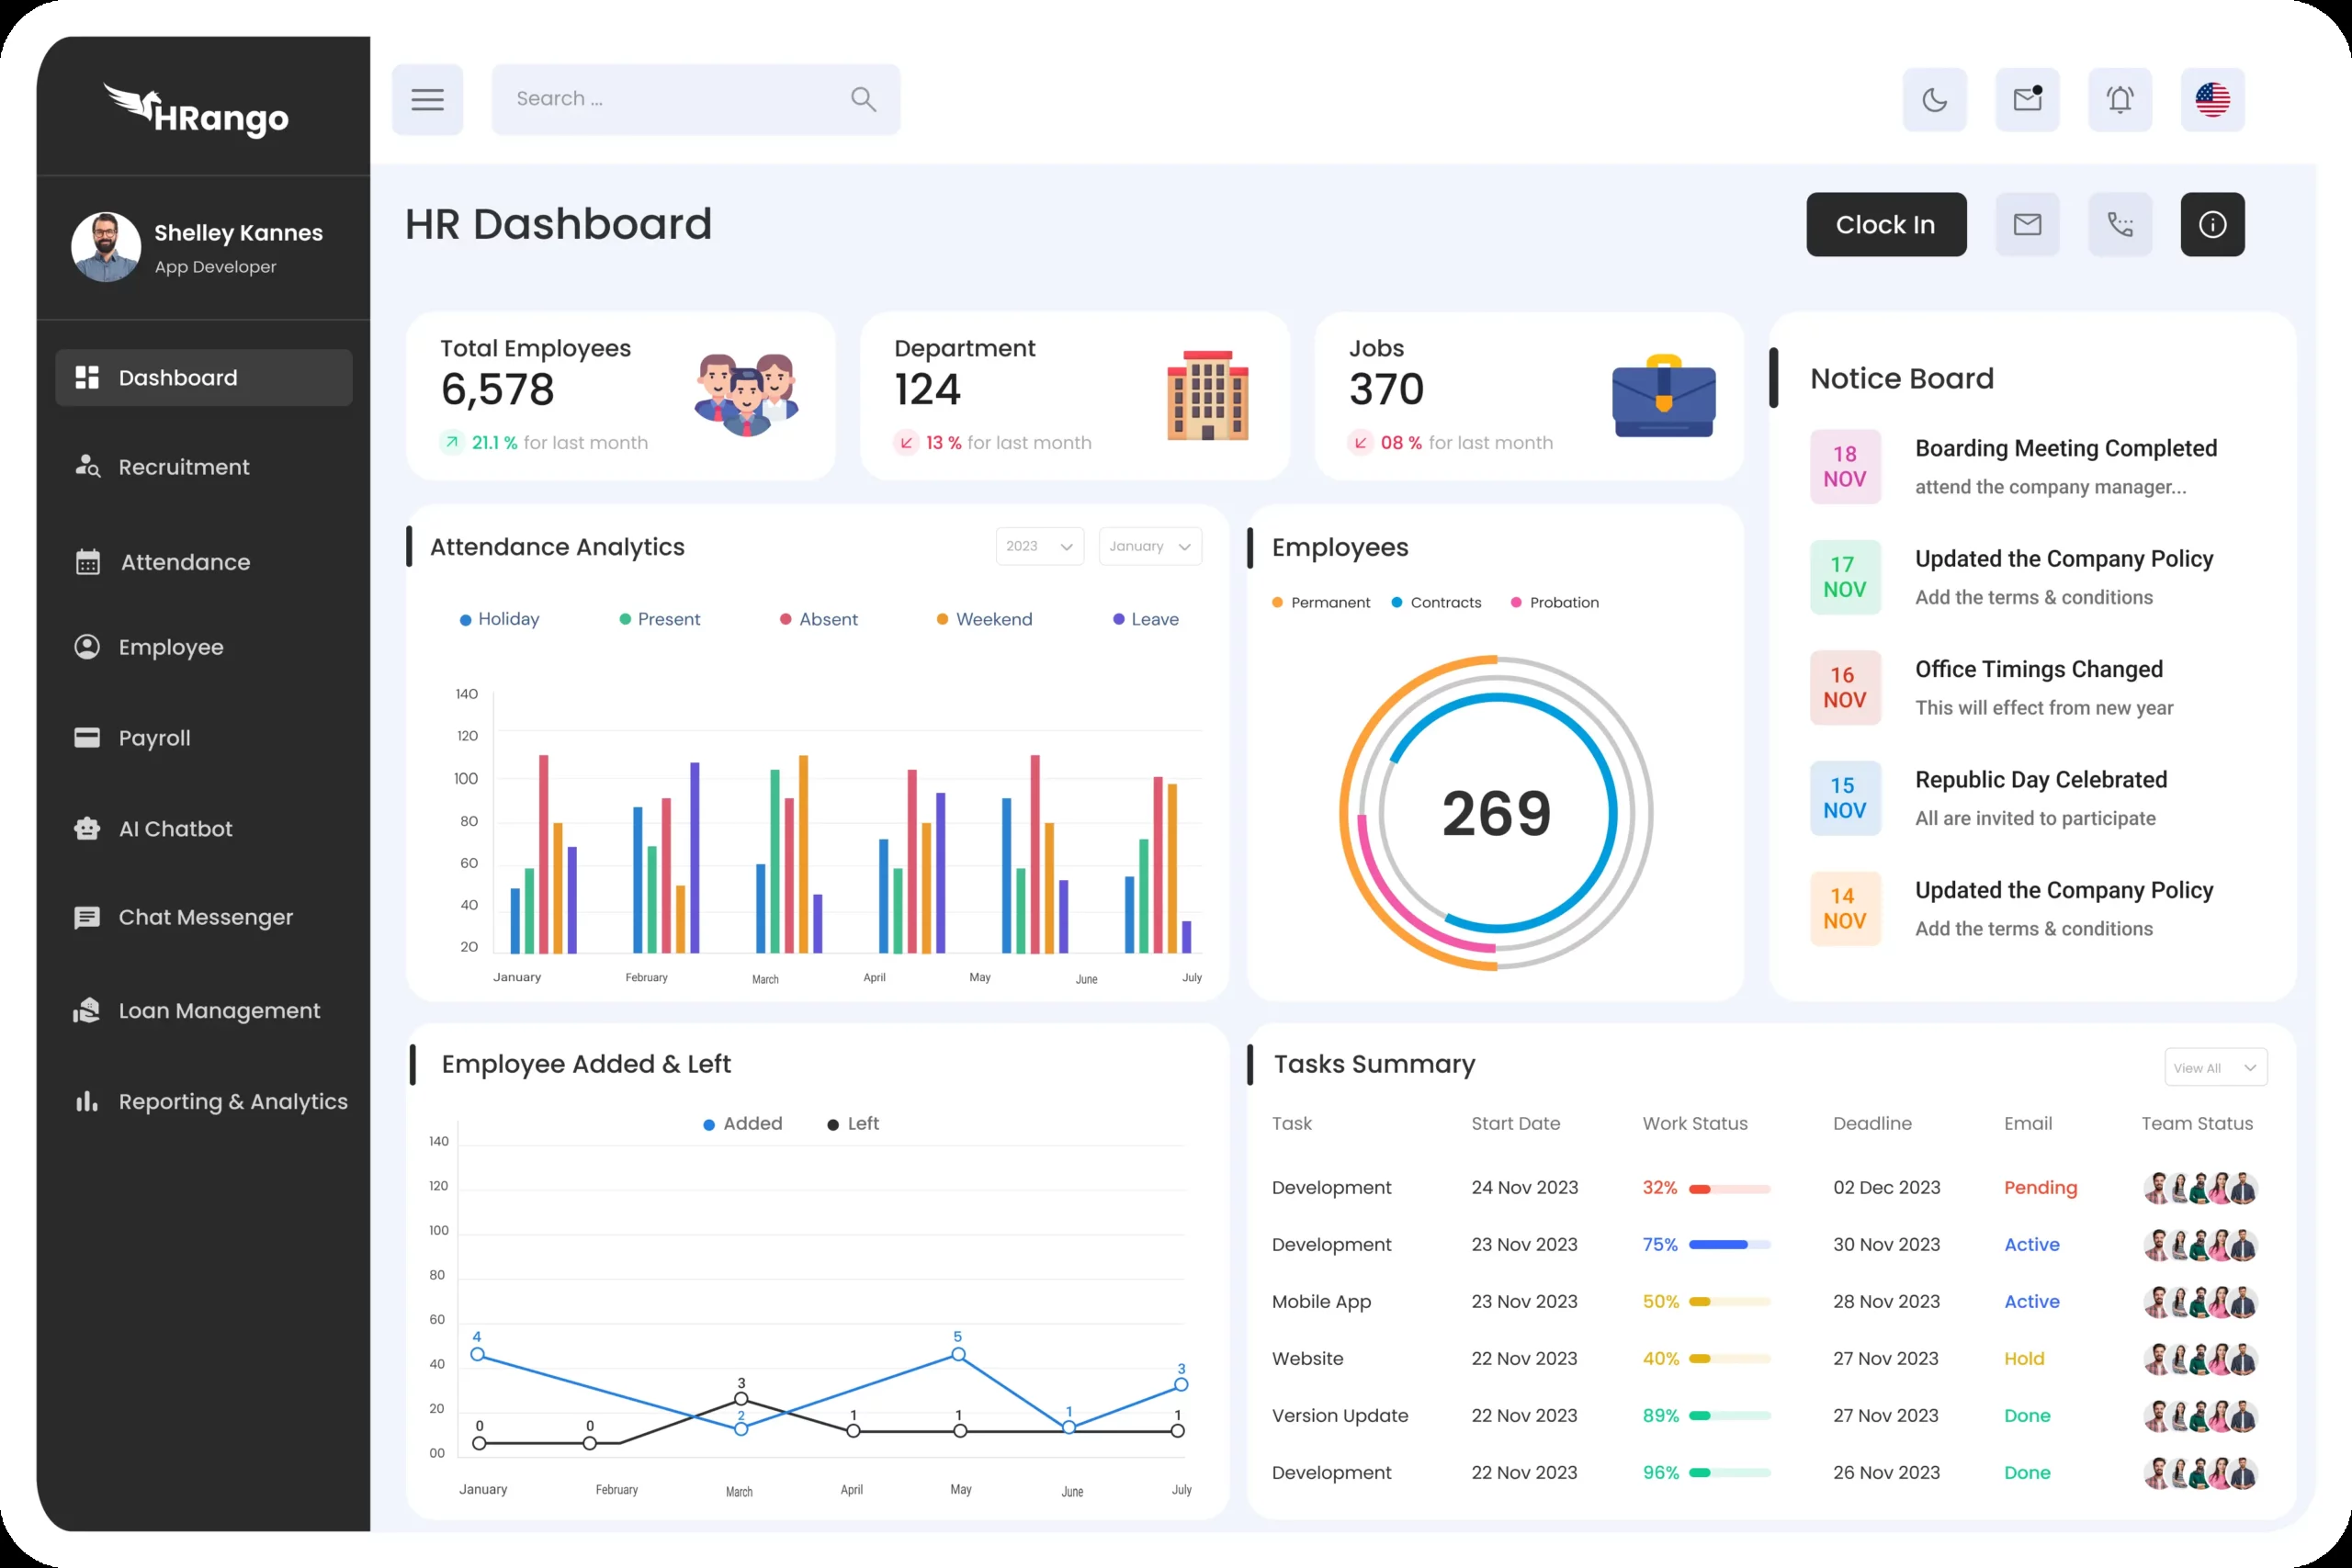 HRango
Search ...
Shelley Kannes
App Developer
Dashboard
Recruitment
Attendance
Employee
Payroll
AI Chatbot
Chat Messenger
Loan Management
Reporting & Analytics
HR Dashboard
Clock In
Total Employees
6,578
21.1 % for last month
Department
124
13 % for last month
Jobs
370
08 % for last month
Attendance Analytics
2023
January
Holiday Present Absent Weekend Leave
140
120
100
80
60
40
20
January February March April May June July
Employees
Permanent Contracts Probation
269
Notice Board
18 NOV
Boarding Meeting Completed
attend the company manager...
17 NOV
Updated the Company Policy
Add the terms & conditions
16 NOV
Office Timings Changed
This will effect from new year
15 NOV
Republic Day Celebrated
All are invited to participate
14 NOV
Updated the Company Policy
Add the terms & conditions
Employee Added & Left
Added Left
140
120
100
80
60
40
20
00
4 5 3
0 0 3 2 1 1 1 1
January February March April May June July
Tasks Summary
View All
Task Start Date Work Status Deadline Email Team Status
Development 24 Nov 2023 32% 02 Dec 2023 Pending
Development 23 Nov 2023 75% 30 Nov 2023 Active
Mobile App 23 Nov 2023 50% 28 Nov 2023 Active
Website 22 Nov 2023 40% 27 Nov 2023 Hold
Version Update 22 Nov 2023 89% 27 Nov 2023 Done
Development 22 Nov 2023 96% 26 Nov 2023 Done